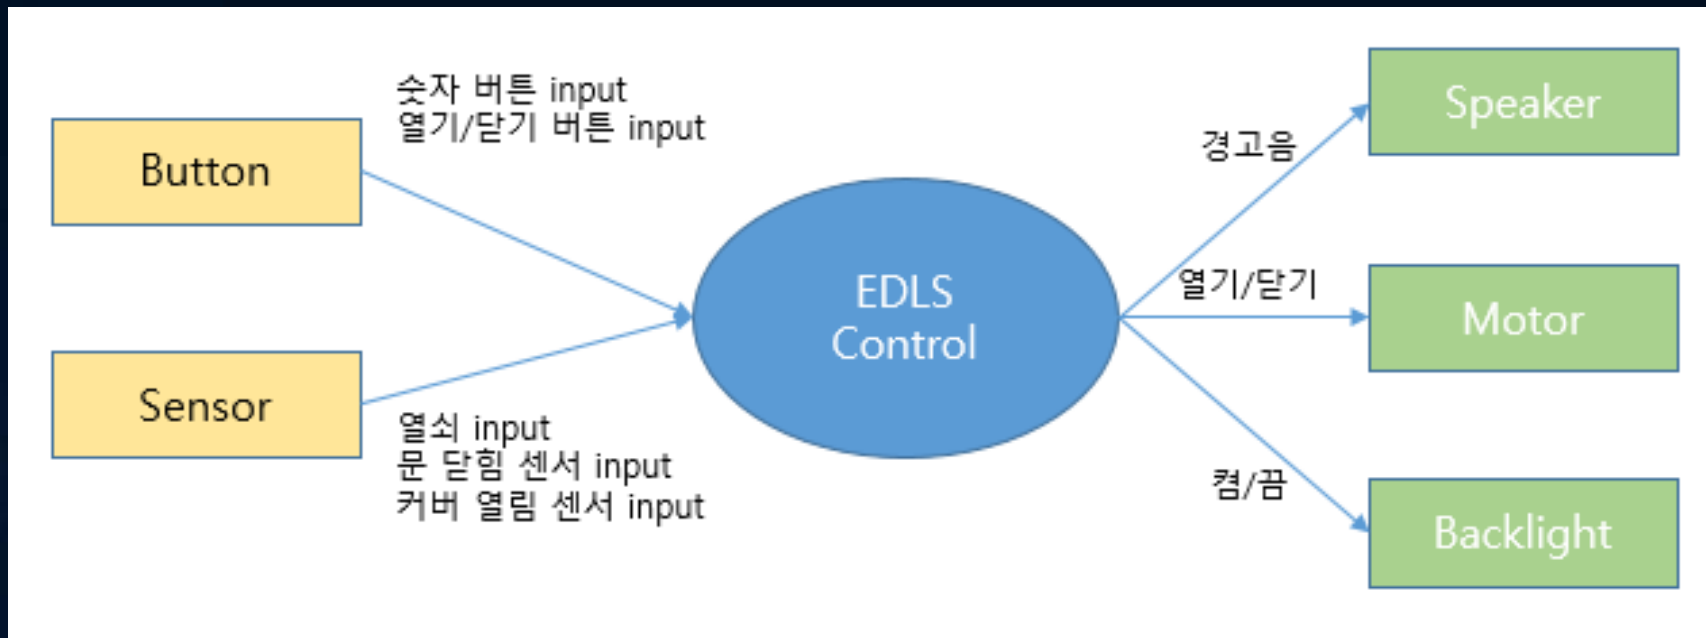 숫자 버튼 input
열기/닫기 버튼 input
Button
Sensor
열쇠 input
문 닫힘 센서 input
커버 열림 센서 input
EDLS
Control
경고음
열기/닫기
켬/끔
Speaker
Motor
Backlight